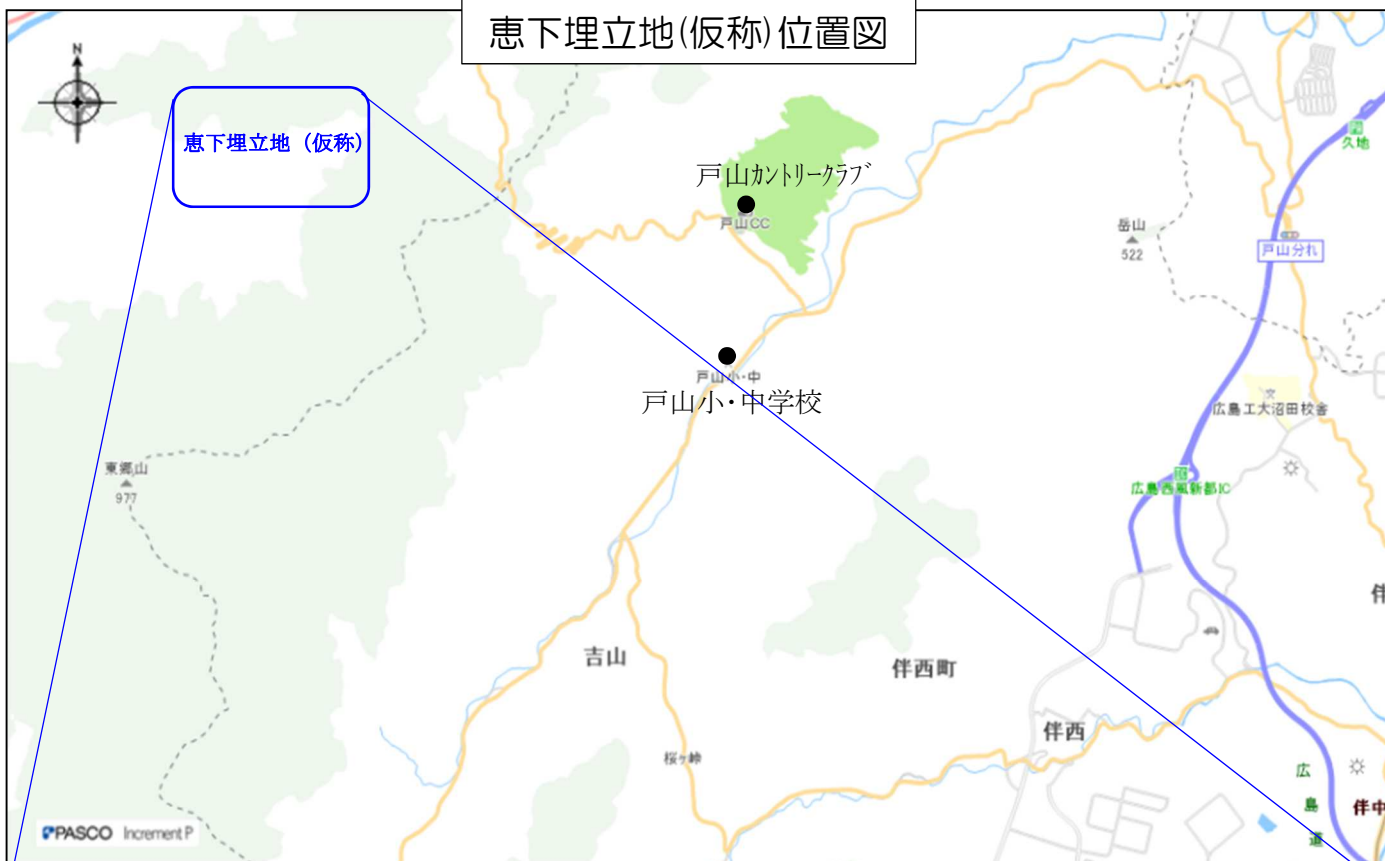 恵下埋立地(仮称)位置図
N
恵下埋立地（仮称）
久地
戸山カントリークラブ
戸山CC
岳山
522
戸山分れ
戸山小・中
戸山小・中学校
広島工大沼田校舎
東郷山
977
広島西風新都IC
伴
吉山
伴西町
伴西
桜ヶ峠
広島道
伴中
PASCO Increment P